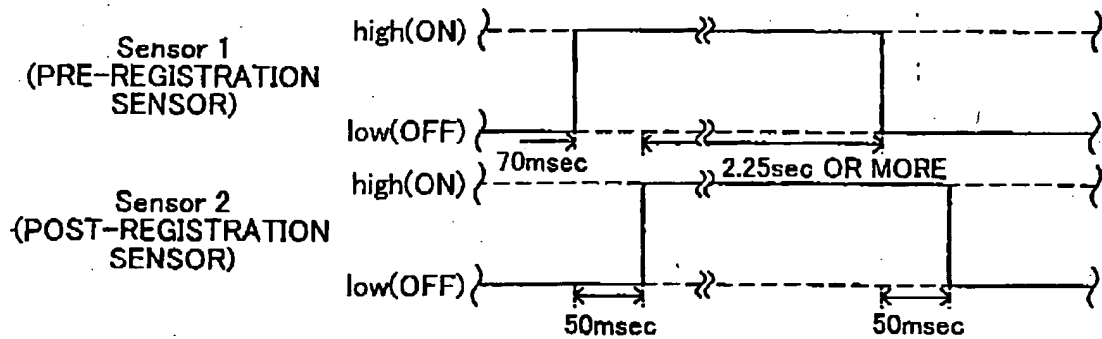 Sensor 1
(PRE-REGISTRATION
SENSOR)
high(ON)
low(OFF)
70msec
2.25sec OR MORE
Sensor 2
(POST-REGISTRATION
SENSOR)
high(ON)
low(OFF)
50msec
50msec